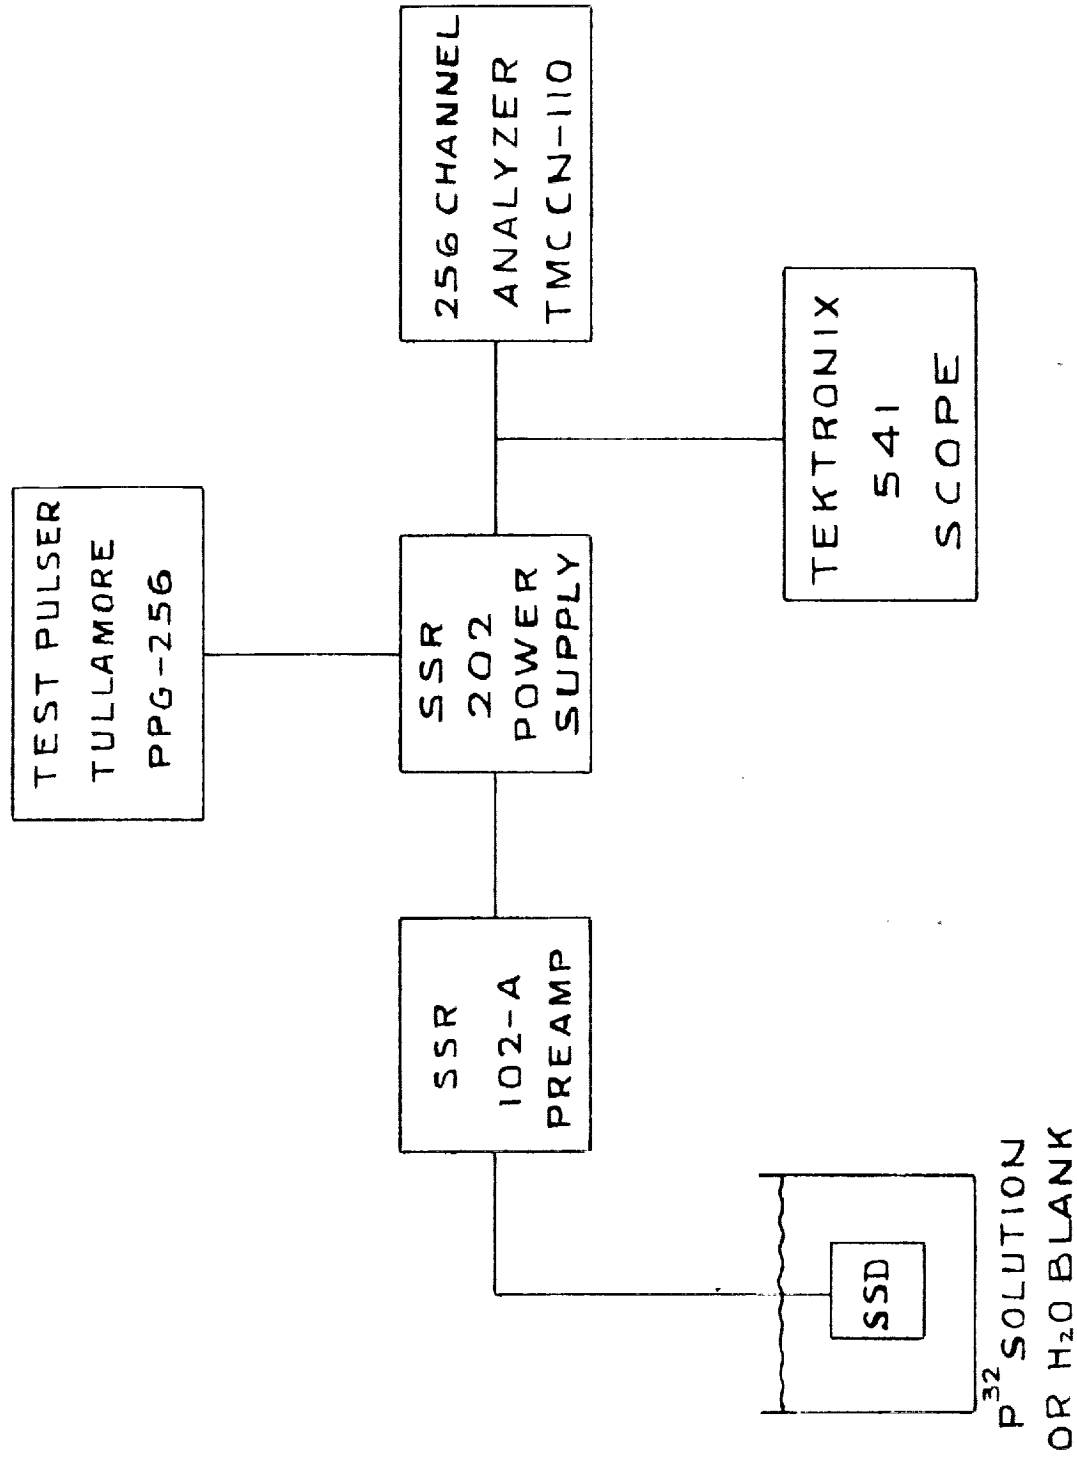 TEST PULSER
TULLAMORE
PPG-256
SSR
102-A
PREAMP
SSR
202
POWER
SUPPLY
256 CHANNEL
ANALYZER
TMC CN-110
TEKTRONIX
541
SCOPE
SSD
P³² SOLUTION
OR H₂O BLANK